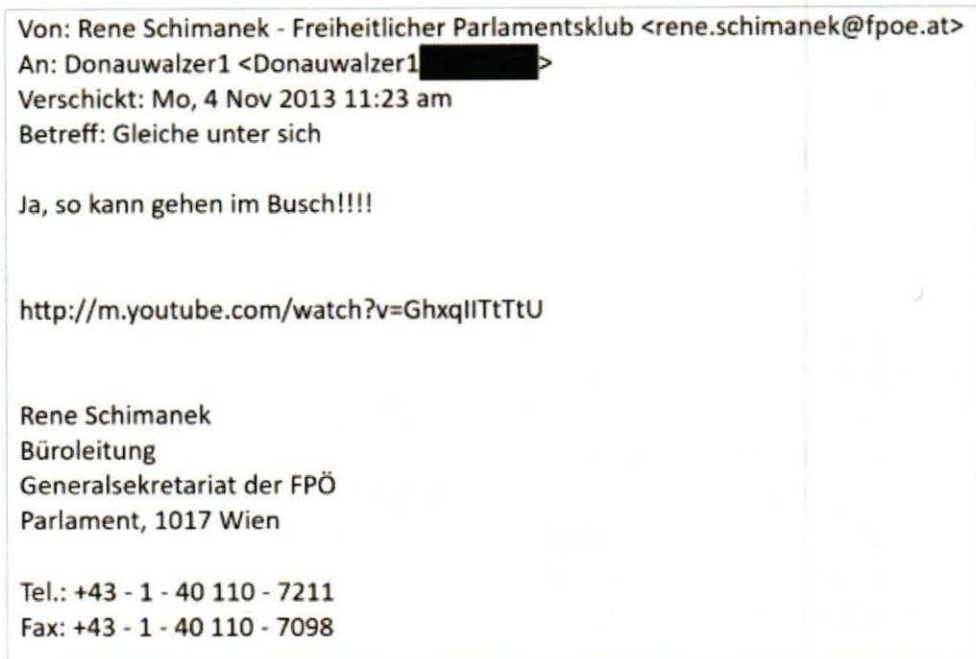 Von: Rene Schimanek - Freiheitlicher Parlamentsklub <rene.schimanek@fpoe.at>
An: Donauwalzer1 <Donauwalzer1 >
Verschickt: Mo, 4 Nov 2013 11:23 am
Betreff: Gleiche unter sich
Ja, so kann gehen im Busch!!!!
http://m.youtube.com/watch?v=GhxqIITtTtU
Rene Schimanek
Büroleitung
Generalsekretariat der FPÖ
Parlament, 1017 Wien
Tel.: +43 - 1 - 40 110 - 7211
Fax: +43 - 1 - 40 110 - 7098